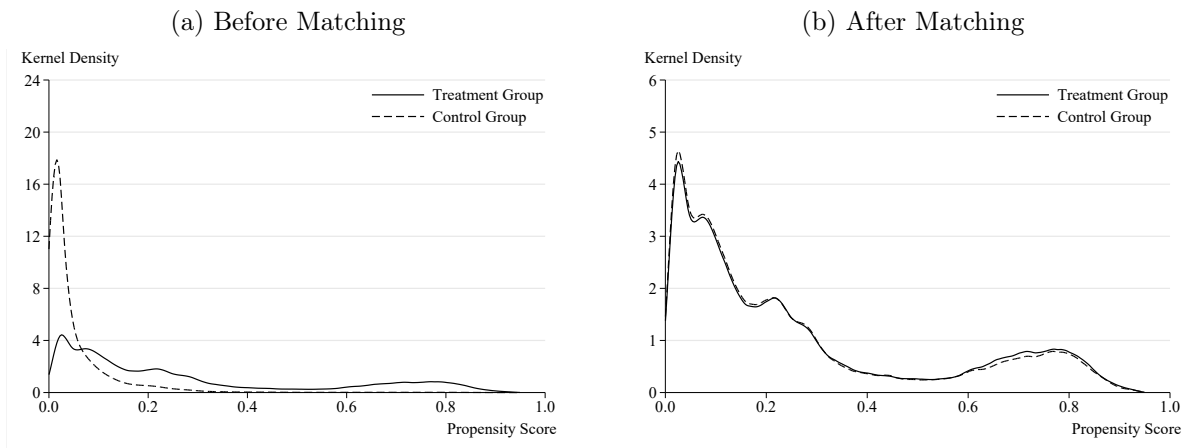 (a) Before Matching
Kernel Density
24
20
16
12
8
4
0
Treatment Group
Control Group
0.0 0.2 0.4 0.6 0.8 1.0
Propensity Score
(b) After Matching
Kernel Density
6
5
4
3
2
1
0
Treatment Group
Control Group
0.0 0.2 0.4 0.6 0.8 1.0
Propensity Score